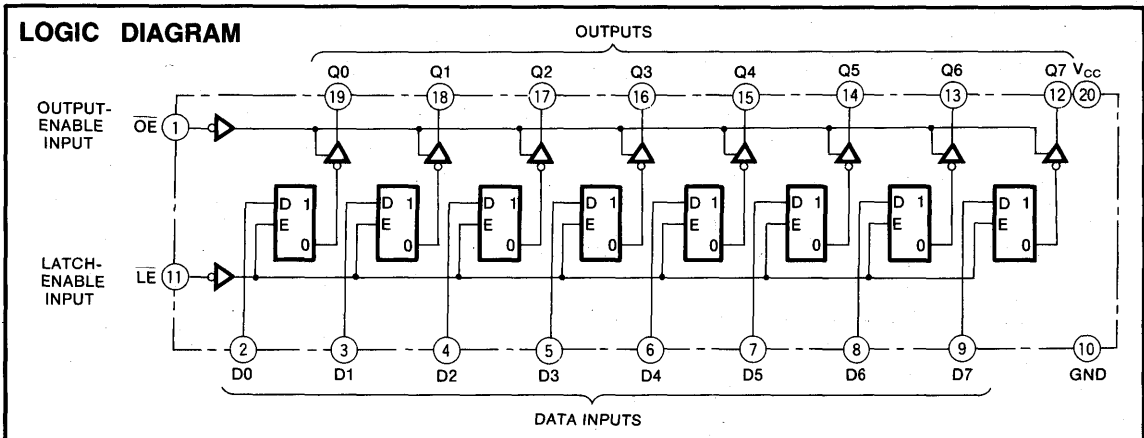 LOGIC DIAGRAM
OUTPUTS
Q0 Q1 Q2 Q3 Q4 Q5 Q6 Q7 VCC
19 18 17 16 15 14 13 12 20
OUTPUT-
ENABLE
INPUT
OE 1
D 1 D 1 D 1 D 1 D 1 D 1 D 1 D 1
E E E E E E E E
0 0 0 0 0 0 0 0
LATCH-
ENABLE
INPUT
LE 11
2 3 4 5 6 7 8 9 10
D0 D1 D2 D3 D4 D5 D6 D7 GND
DATA INPUTS